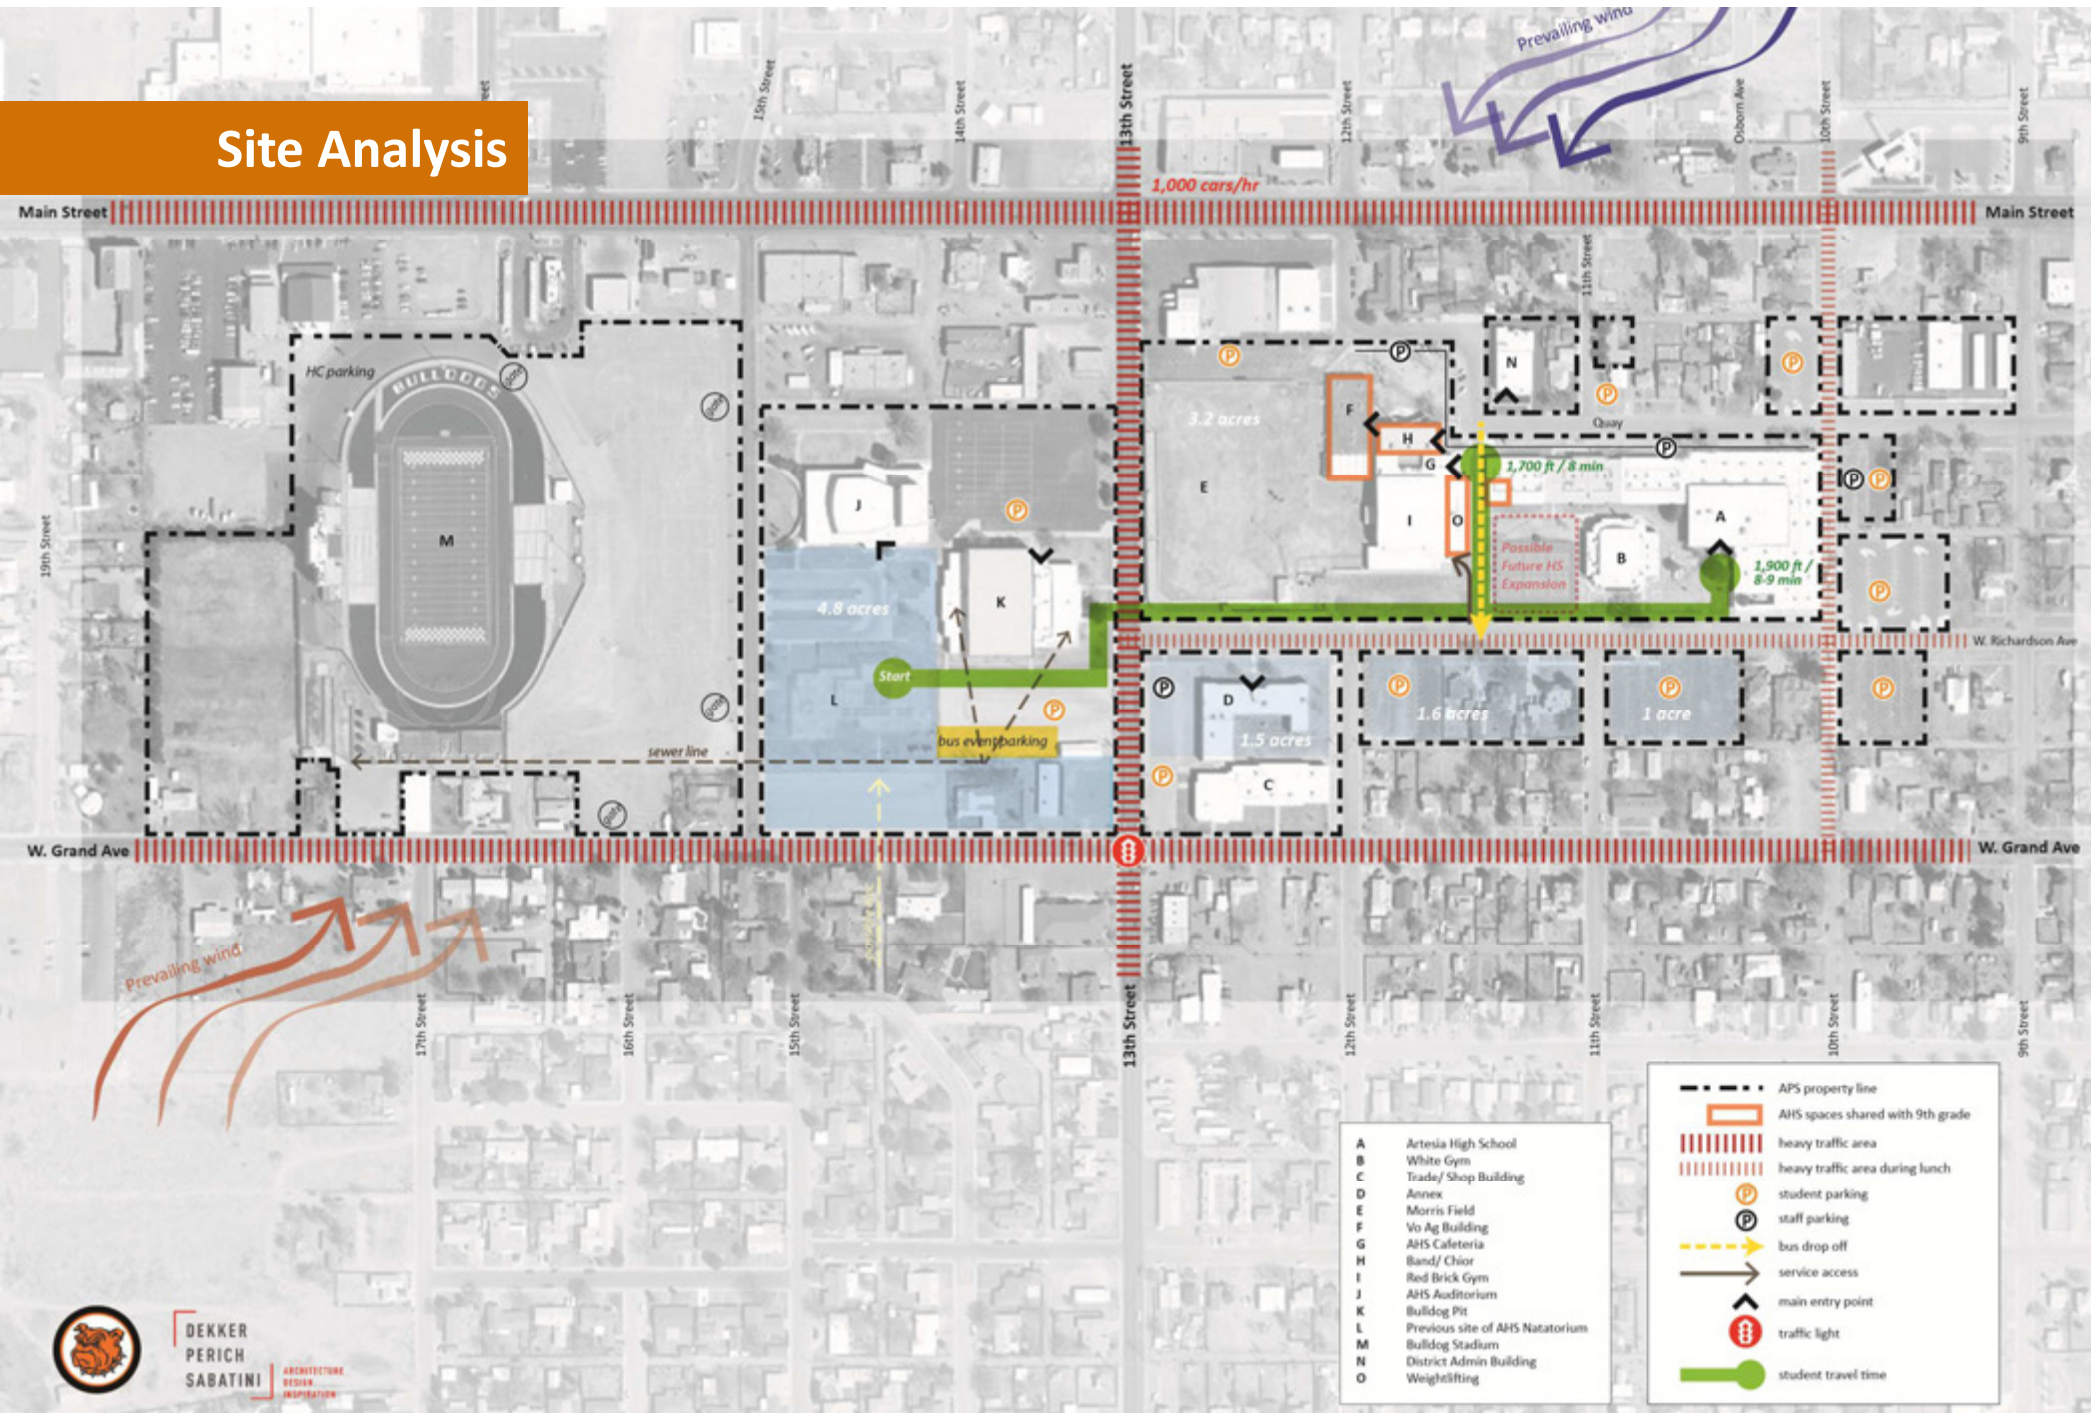 Prevailing wind
15th Street
14th Street
13th Street
12th Street
Osborn Ave
10th Street
9th Street
Site Analysis
1,000 cars/hr
Main Street
Main Street
11th Street
HC parking
BULLDOGS
gate
gate
N
3.2 acres
F
H
G
Quay
1,700 ft / 8 min
J
E
I
O
A
M
19th Street
Possible
Future HS
Expansion
B
1,900 ft /
8-9 min
4.8 acres
K
W. Richardson Ave
Start
L
D
gate
1.6 acres
1 acre
bus event parking
1.5 acres
sewer line
C
gate
W. Grand Ave
W. Grand Ave
Prevailing wind
17th Street
16th Street
15th Street
13th Street
12th Street
11th Street
10th Street
9th Street
A Artesia High School
B White Gym
C Trade/ Shop Building
D Annex
E Morris Field
F Vo Ag Building
G AHS Cafeteria
H Band/ Chior
I Red Brick Gym
J AHS Auditorium
K Bulldog Pit
L Previous site of AHS Natatorium
M Bulldog Stadium
N District Admin Building
O Weightlifting
APS property line
AHS spaces shared with 9th grade
heavy traffic area
heavy traffic area during lunch
P student parking
P staff parking
bus drop off
service access
main entry point
traffic light
student travel time
DEKKER
PERICH
SABATINI
ARCHITECTURE
DESIGN
INSPIRATION